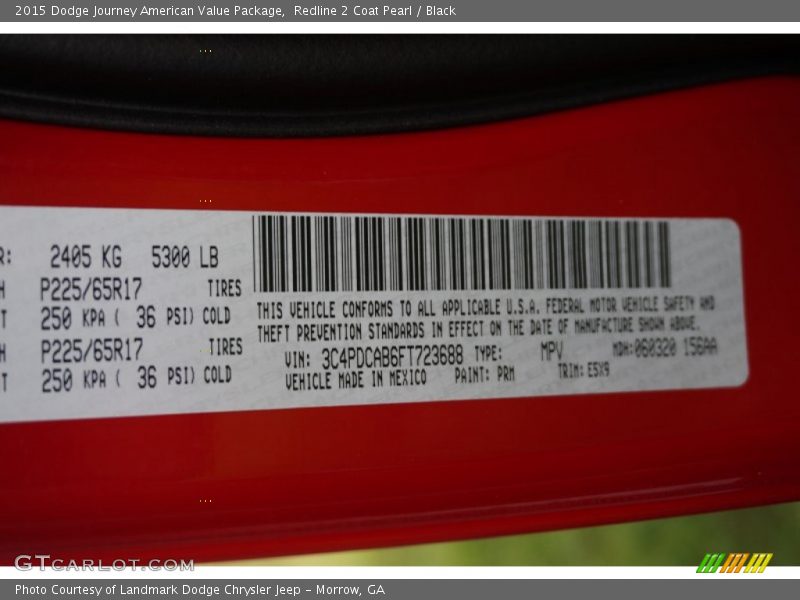 2015 Dodge Journey American Value Package,  Redline 2 Coat Pearl / Black
R: 2405 KG 5300 LB
H P225/65R17 TIRES
T 250 KPA ( 36 PSI) COLD
H P225/65R17 TIRES
T 250 KPA ( 36 PSI) COLD
THIS VEHICLE CONFORMS TO ALL APPLICABLE U.S.A. FEDERAL MOTOR VEHICLE SAFETY AND
THEFT PREVENTION STANDARDS IN EFFECT ON THE DATE OF MANUFACTURE SHOWN ABOVE.
VIN: 3C4PDCAB6FT723688 TYPE: MPV MDH:060320 156AA
VEHICLE MADE IN MEXICO PAINT: PRM TRIM: E5X9
GTCARLOT.COM
Photo Courtesy of Landmark Dodge Chrysler Jeep – Morrow, GA